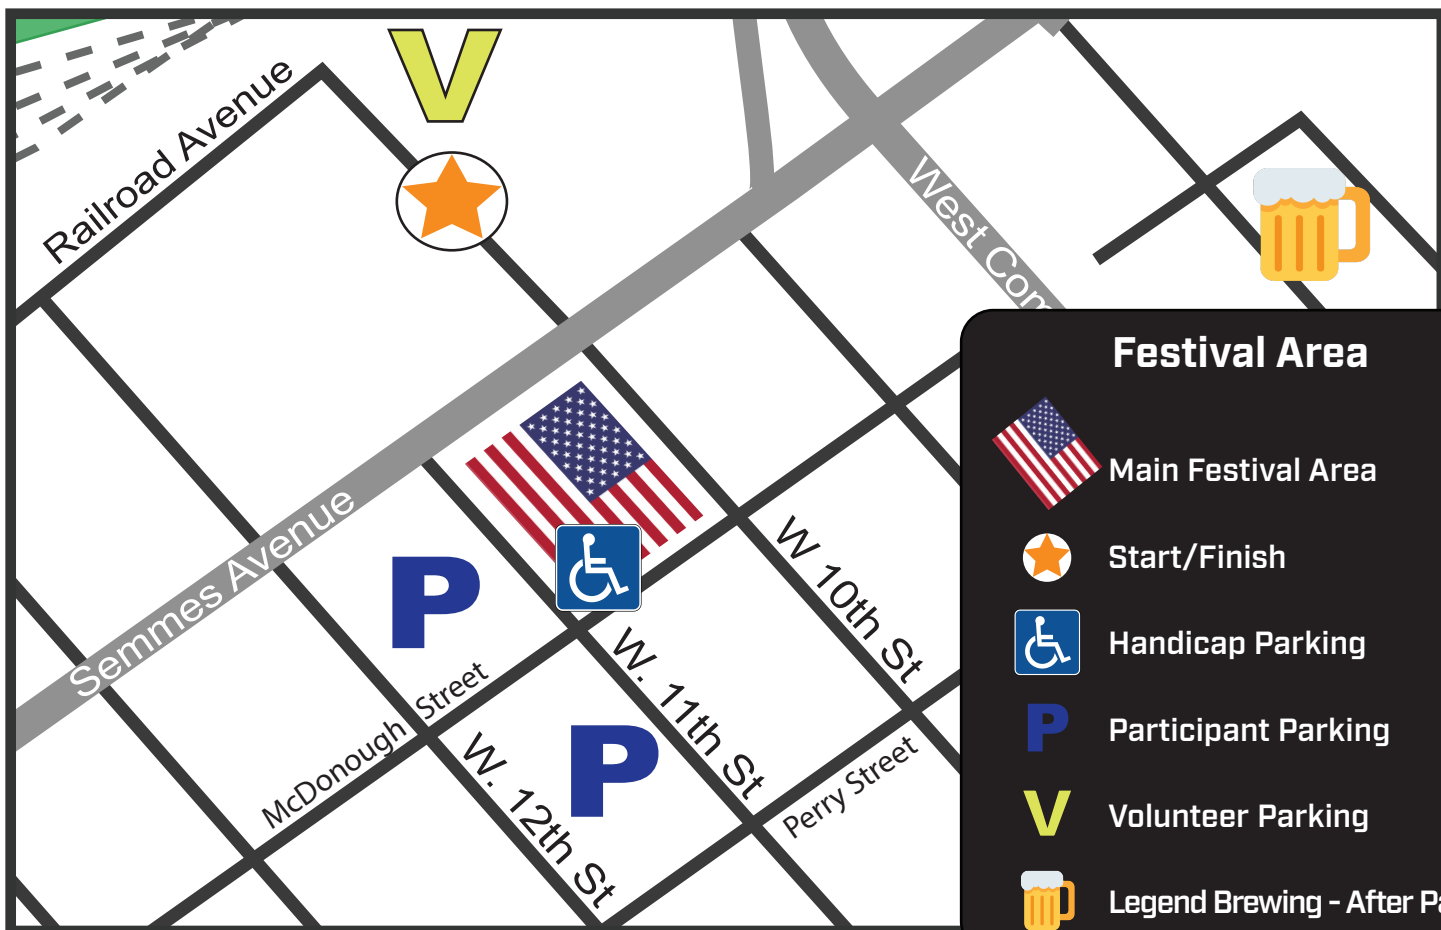 V
Railroad Avenue
West Com
Semmes Avenue
P
McDonough Street
W 10th St
W. 11th St
P
W. 12th St
Perry Street
Festival Area
Main Festival Area
Start/Finish
Handicap Parking
P Participant Parking
V Volunteer Parking
Legend Brewing - After Pa